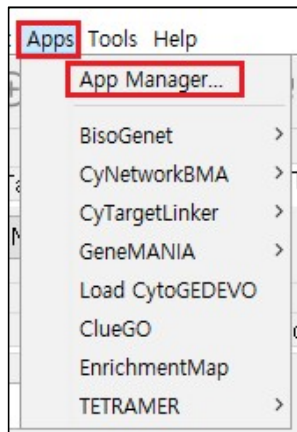 Apps Tools Help
App Manager...
BisoGenet
CyNetworkBMA
CyTargetLinker
GeneMANIA
Load CytoGEDEVO
ClueGO
EnrichmentMap
TETRAMER